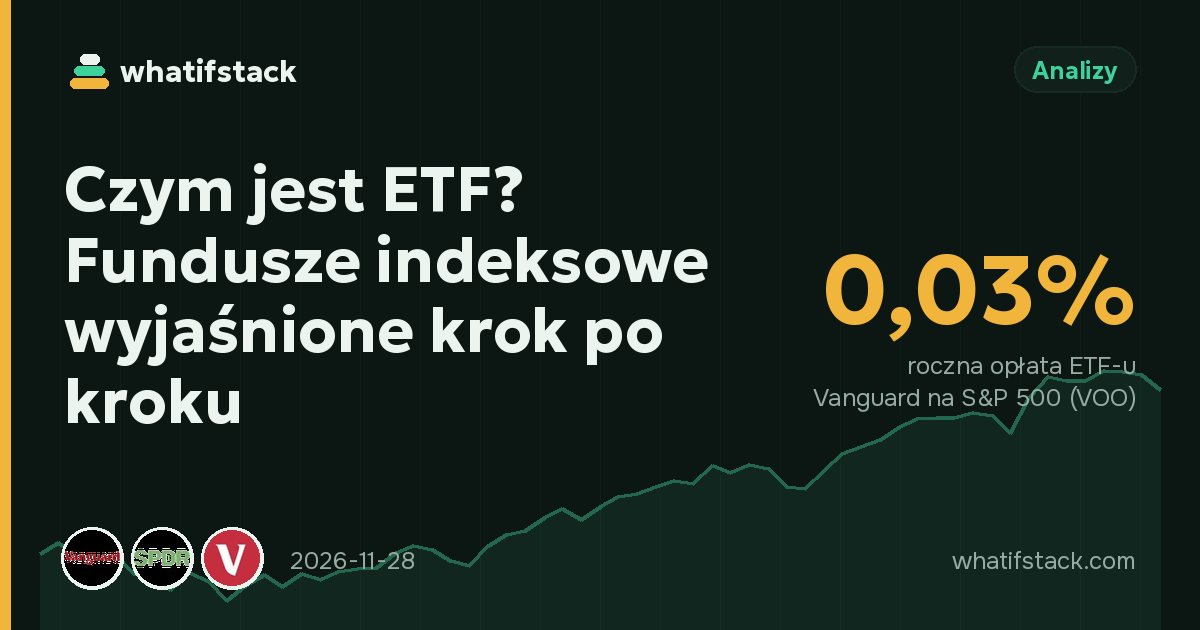 whatifstack
Analizy
Czym jest ETF?
Fundusze indeksowe
wyjaśnione krok po
kroku
0,03%
roczna opłata ETF-u
Vanguard na S&P 500 (VOO)
Vanguard
SPDR
V
2026-11-28
whatifstack.com